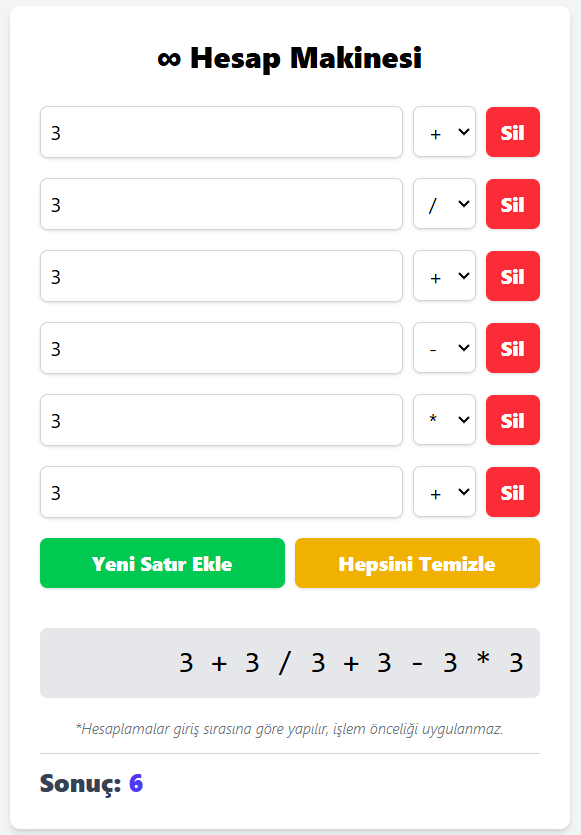 ∞ Hesap Makinesi
3 + Sil
3 / Sil
3 + Sil
3 - Sil
3 * Sil
3 + Sil
Yeni Satır Ekle Hepsini Temizle
3 + 3 / 3 + 3 - 3 * 3
*Hesaplamalar giriş sırasına göre yapılır, işlem önceliği uygulanmaz.
Sonuç: 6